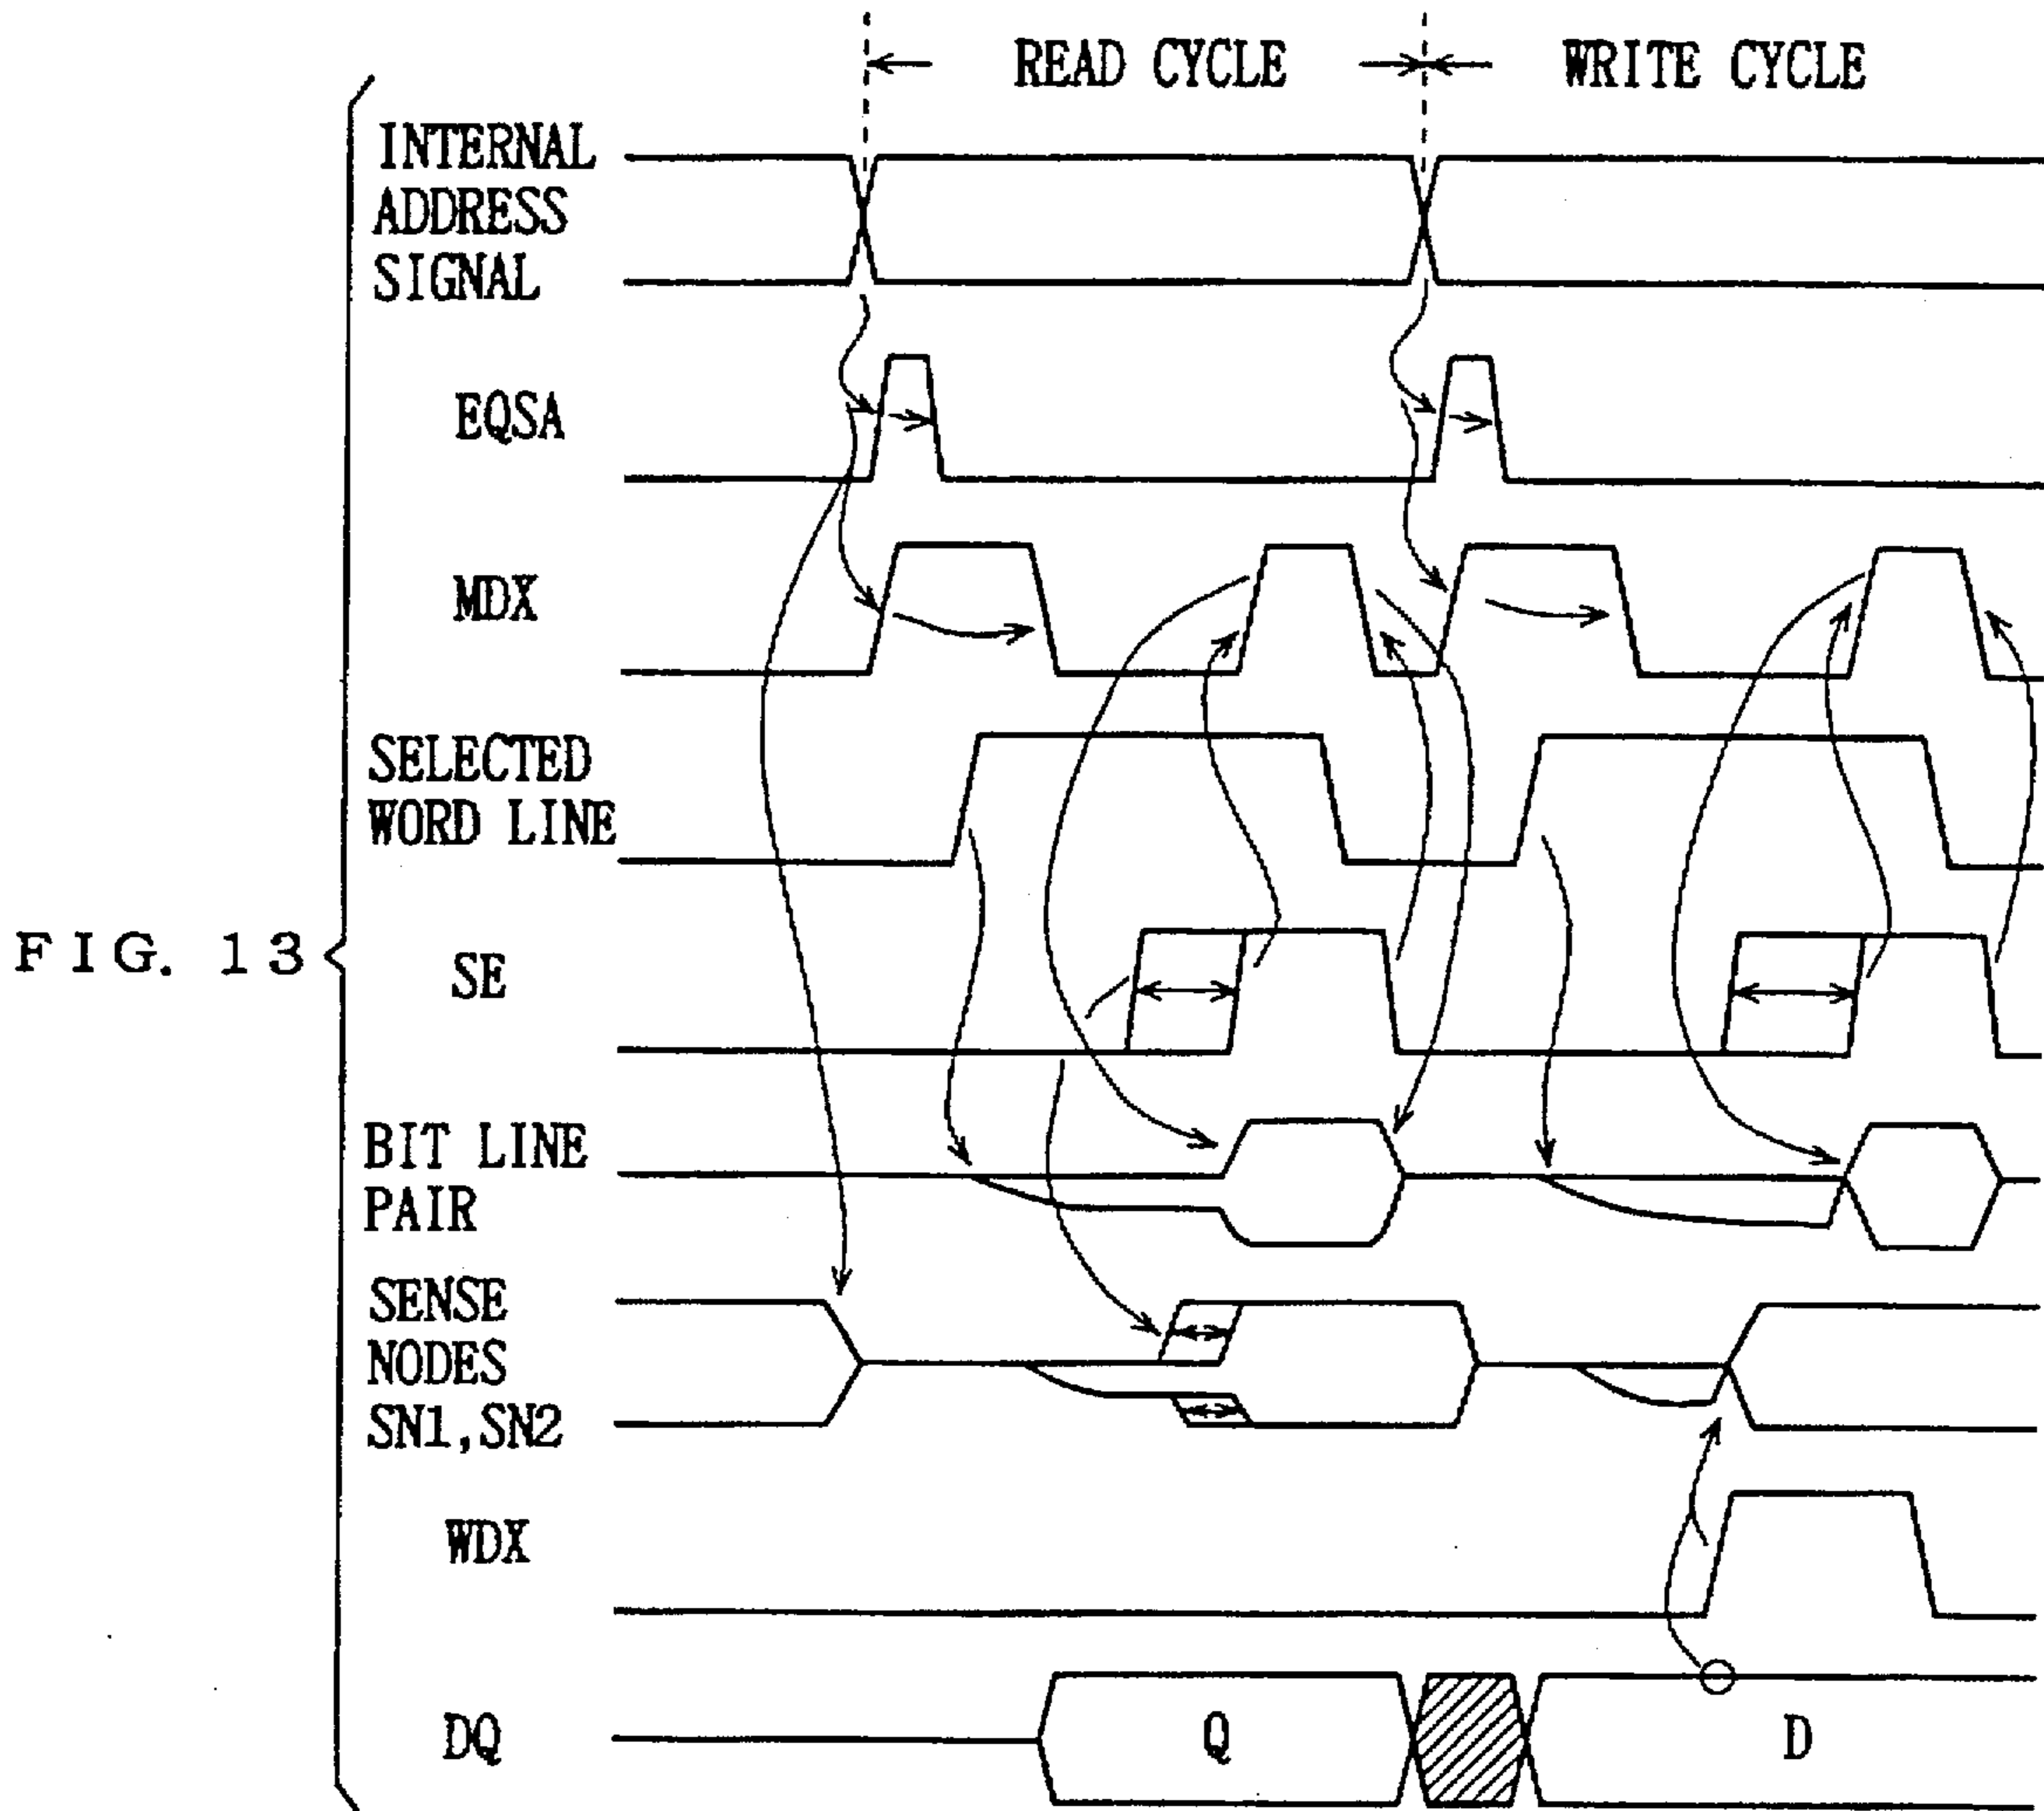 READ CYCLE WRITE CYCLE
INTERNAL
ADDRESS
SIGNAL
EQSA
MDX
SELECTED
WORD LINE
FIG. 13
SE
BIT LINE
PAIR
SENSE
NODES
SN1,SN2
WDX
DQ Q D